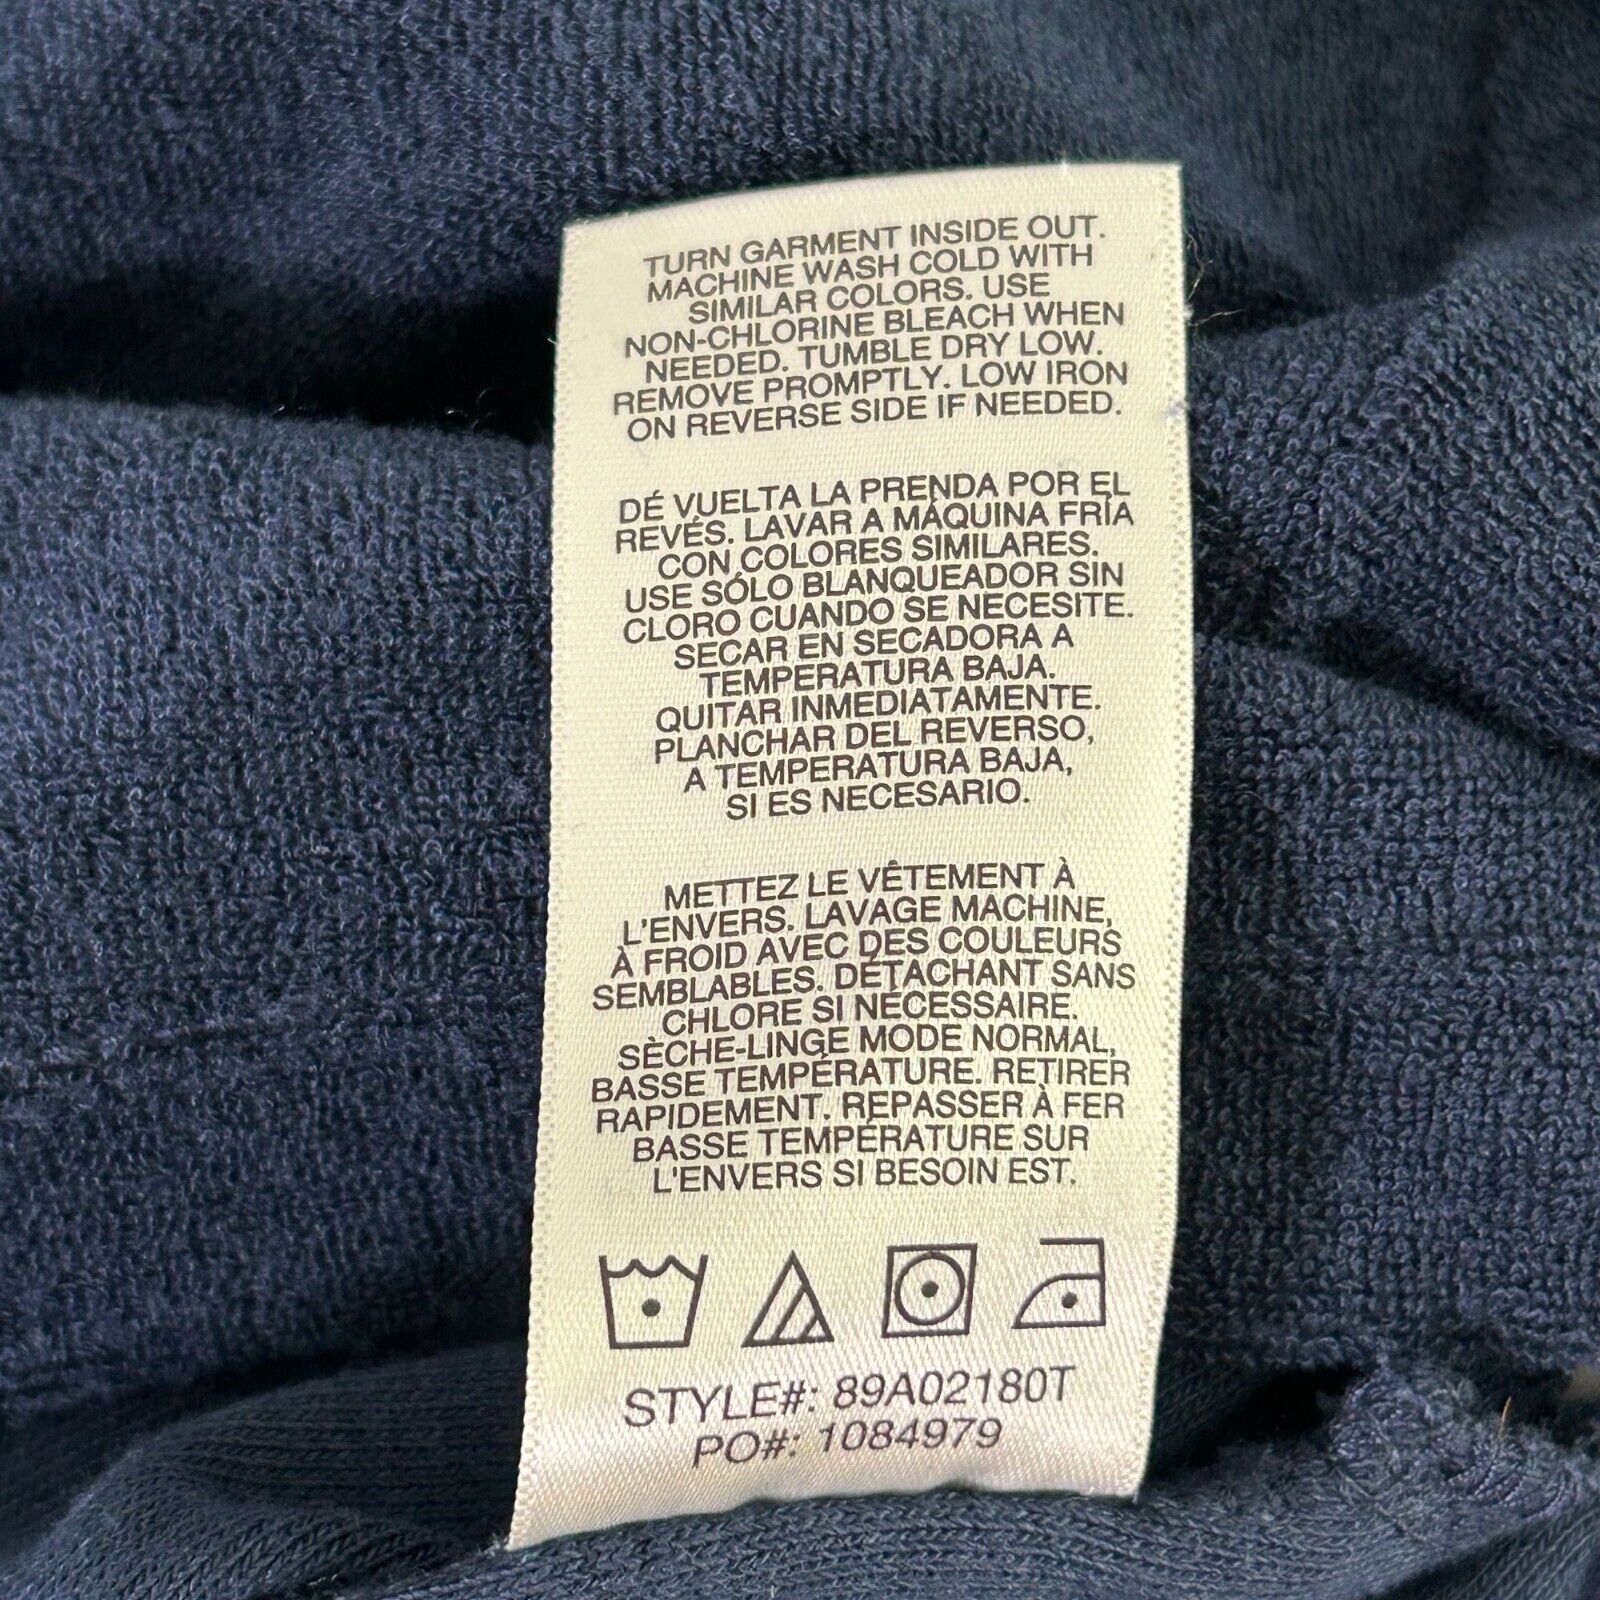 TURN GARMENT INSIDE OUT.
MACHINE WASH COLD WITH
SIMILAR COLORS. USE
NON-CHLORINE BLEACH WHEN
NEEDED. TUMBLE DRY LOW.
REMOVE PROMPTLY. LOW IRON
ON REVERSE SIDE IF NEEDED.
DÉ VUELTA LA PRENDA POR EL
REVÉS. LAVAR A MÁQUINA FRÍA
CON COLORES SIMILARES.
USE SÓLO BLANQUEADOR SIN
CLORO CUANDO SE NECESITE.
SECAR EN SECADORA A
TEMPERATURA BAJA.
QUITAR INMEDIATAMENTE.
PLANCHAR DEL REVERSO,
A TEMPERATURA BAJA,
SI ES NECESARIO.
METTEZ LE VÊTEMENT À
L'ENVERS. LAVAGE MACHINE,
À FROID AVEC DES COULEURS
SEMBLABLES. DÉTACHANT SANS
CHLORE SI NÉCESSAIRE.
SÈCHE-LINGE MODE NORMAL,
BASSE TEMPÉRATURE. RETIRER
RAPIDEMENT. REPASSER À FER
BASSE TEMPÉRATURE SUR
L'ENVERS SI BESOIN EST.
STYLE#: 89A02180T
PO#: 1084979